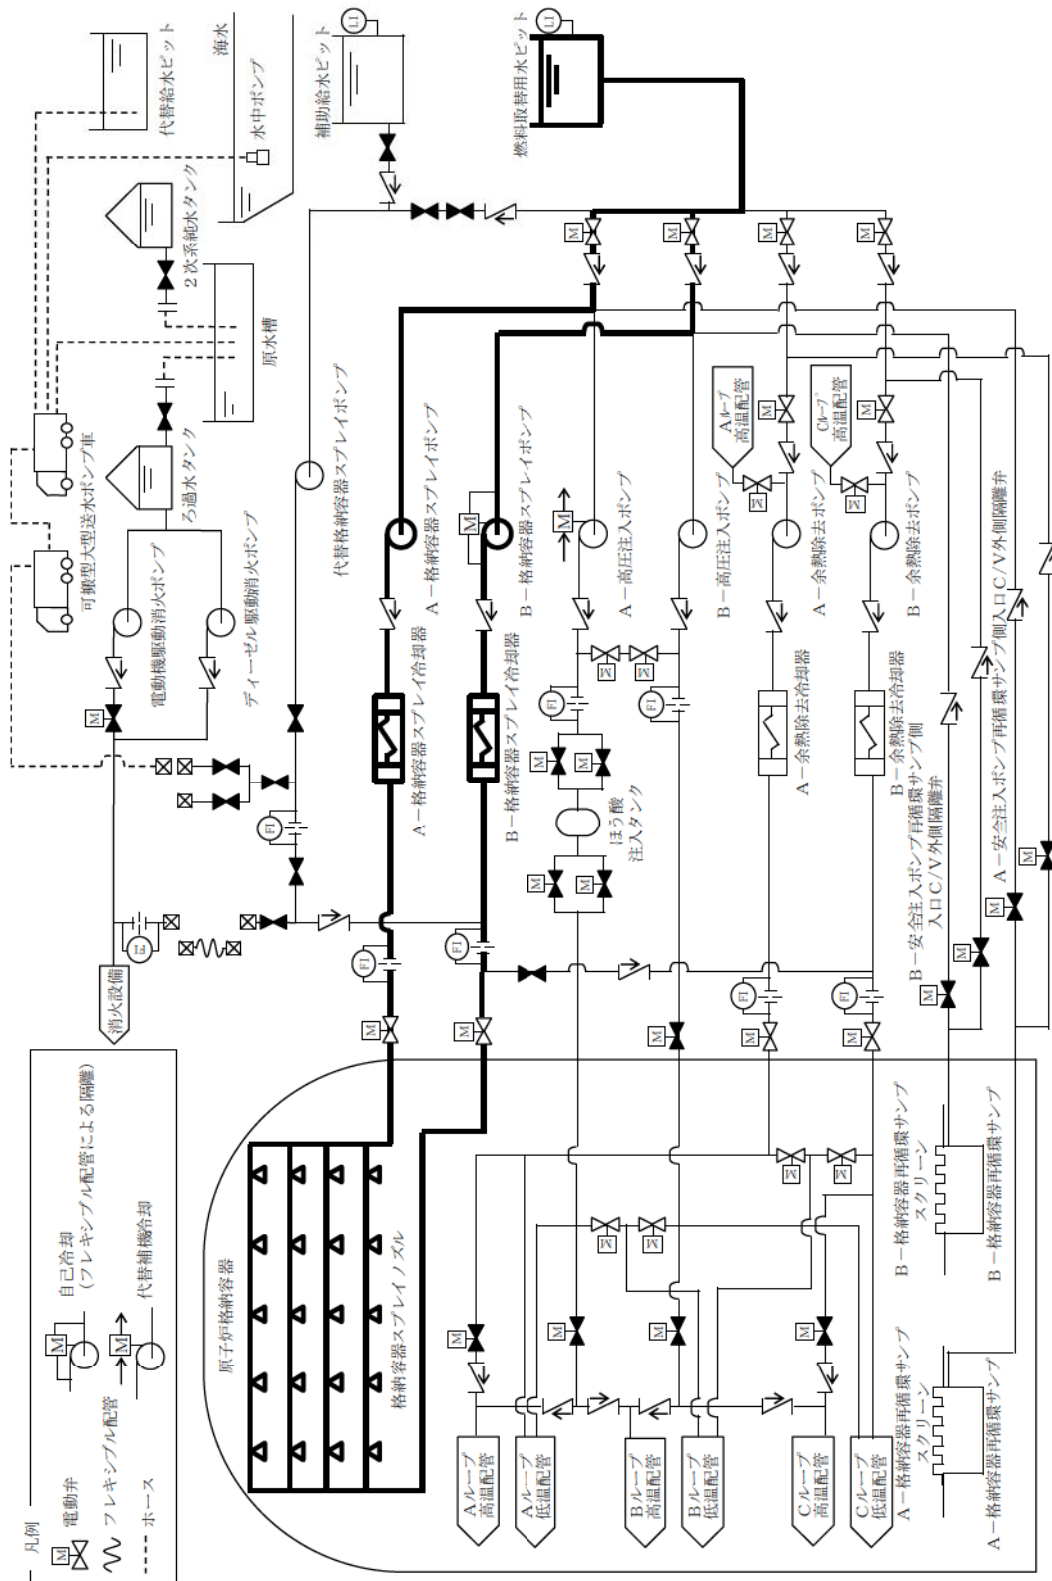 凡例
M
電動弁
フレキシブル配管
ホース
M
自己冷却
(フレキシブル配管による隔離)
M
代替補機冷却
消火設備
FI
M
電動機駆動消火ポンプ
ディーゼル駆動消火ポンプ
可搬型大型送水ポンプ車
ろ過水タンク
2次系純水タンク
原水槽
代替給水ピット
海水
水中ポンプ
補助給水ピット
LI
燃料取替用水ピット
LI
FI
代替格納容器スプレイポンプ
原子炉格納容器
格納容器スプレイノズル
M
FI
A－格納容器スプレイ冷却器
A－格納容器スプレイポンプ
M
M
FI
B－格納容器スプレイ冷却器
M
B－格納容器スプレイポンプ
M
M
M
ほう酸
注入タンク
M
M
FI
M
A－高圧注入ポンプ
M
M
M
FI
B－高圧注入ポンプ
M
FI
A－余熱除去冷却器
A－余熱除去ポンプ
Aループ
高温配管
M
M
M
M
FI
B－余熱除去冷却器
B－余熱除去ポンプ
Cループ
高温配管
M
M
M
B－安全注入ポンプ再循環サンプ側
入口C/V外側隔離弁
A－安全注入ポンプ再循環サンプ側入口C/V外側隔離弁
M
M
M
M
M
M
M
M
M
M
M
M
Aループ
高温配管
Aループ
低温配管
Bループ
高温配管
Bループ
低温配管
Cループ
高温配管
Cループ
低温配管
A－格納容器再循環サンプ
スクリーン
A－格納容器再循環サンプ
B－格納容器再循環サンプ
スクリーン
B－格納容器再循環サンプ